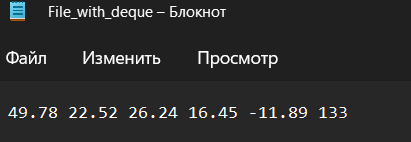 File_with_deque – Блокнот
Файл Изменить Просмотр
49.78 22.52 26.24 16.45 -11.89 133